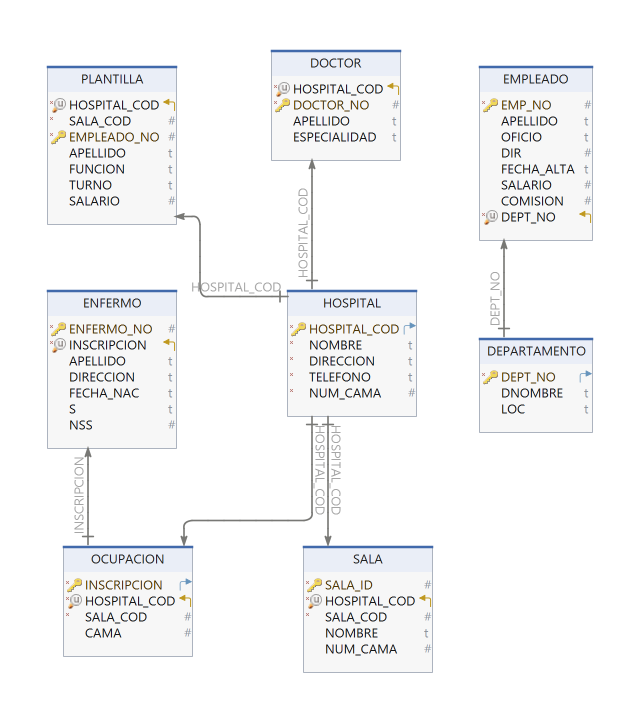 PLANTILLA
HOSPITAL_COD
SALA_COD #
EMPLEADO_NO #
APELLIDO t
FUNCION t
TURNO t
SALARIO #
DOCTOR
HOSPITAL_COD
DOCTOR_NO #
APELLIDO t
ESPECIALIDAD t
EMPLEADO
EMP_NO #
APELLIDO t
OFICIO t
DIR #
FECHA_ALTA t
SALARIO #
COMISION #
DEPT_NO
HOSPITAL_COD
HOSPITAL_COD
DEPT_NO
ENFERMO
ENFERMO_NO #
INSCRIPCION
APELLIDO t
DIRECCION t
FECHA_NAC t
S t
NSS #
HOSPITAL
HOSPITAL_COD
NOMBRE t
DIRECCION t
TELEFONO t
NUM_CAMA #
DEPARTAMENTO
DEPT_NO
DNOMBRE t
LOC t
INSCRIPCION
HOSPITAL_COD
HOSPITAL_COD
OCUPACION
INSCRIPCION
HOSPITAL_COD
SALA_COD #
CAMA #
SALA
SALA_ID #
HOSPITAL_COD
SALA_COD #
NOMBRE t
NUM_CAMA #